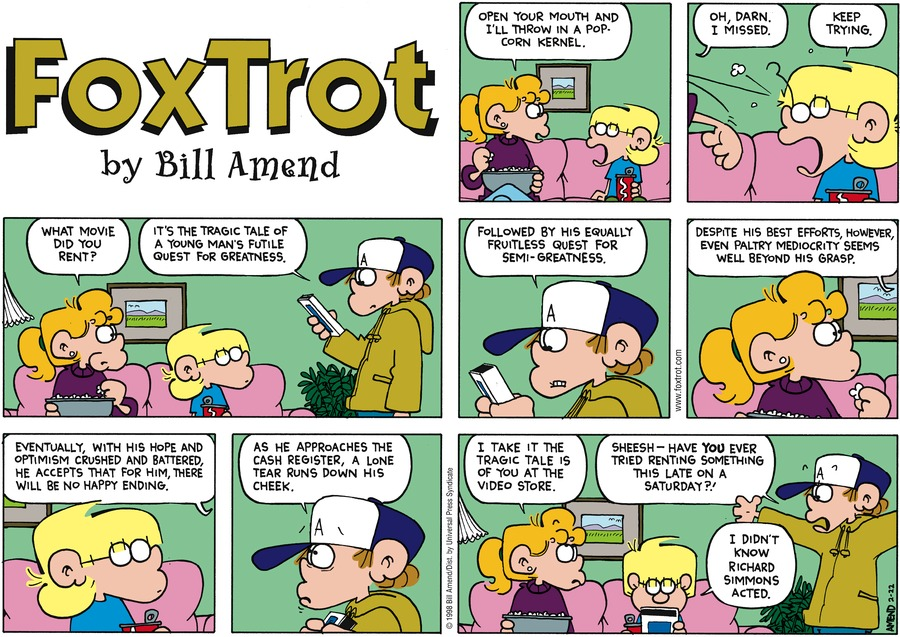 FoxTrot
by Bill Amend
OPEN YOUR MOUTH AND
I'LL THROW IN A POP-
CORN KERNEL.
OH, DARN.
I MISSED.
KEEP
TRYING.
WHAT MOVIE
DID YOU
RENT?
IT'S THE TRAGIC TALE OF
A YOUNG MAN'S FUTILE
QUEST FOR GREATNESS.
A
FOLLOWED BY HIS EQUALLY
FRUITLESS QUEST FOR
SEMI-GREATNESS.
A
www.foxtrot.com
DESPITE HIS BEST EFFORTS, HOWEVER,
EVEN PALTRY MEDIOCRITY SEEMS
WELL BEYOND HIS GRASP.
EVENTUALLY, WITH HIS HOPE AND
OPTIMISM CRUSHED AND BATTERED,
HE ACCEPTS THAT FOR HIM, THERE
WILL BE NO HAPPY ENDING.
AS HE APPROACHES THE
CASH REGISTER, A LONE
TEAR RUNS DOWN HIS
CHEEK.
A
© 1998 Bill Amend/Dist. by Universal Press Syndicate
I TAKE IT THE
TRAGIC TALE IS
OF YOU AT THE
VIDEO STORE.
SHEESH – HAVE YOU EVER
TRIED RENTING SOMETHING
THIS LATE ON A
SATURDAY?!
A
I DIDN'T
KNOW
RICHARD
SIMMONS
ACTED.
AMEND 2-22